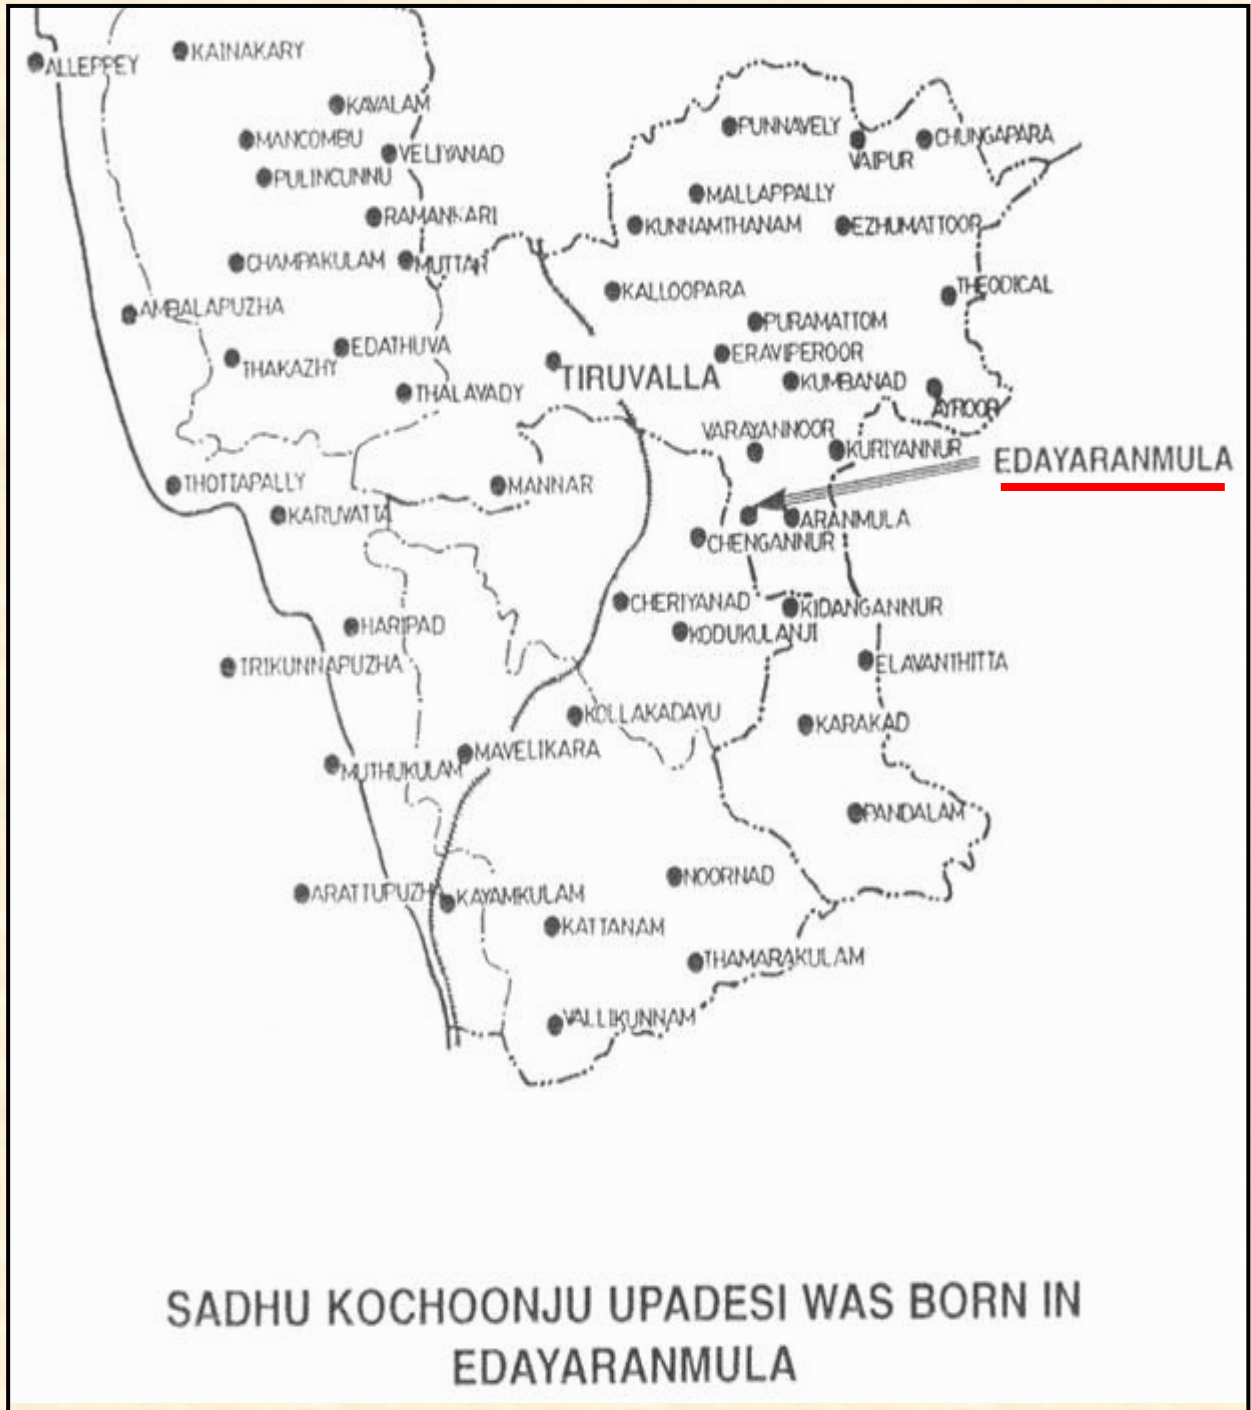 KAINAKARY
ALLEPPEY
KAVALAM
PUNNAVELY
MANCOMBU
VELIYANAD
VAIPUR
CHUNGAPARA
PULINCUNNU
MALLAPPALLY
RAMANKARI
KUNNAMTHANAM
EZHUMATTOOR
CHAMPAKULAM
MUTTAR
KALLOOPARA
THEODICAL
AMBALAPUZHA
PURAMATTOM
EDATHUVA
ERAVIPEROOR
THAKAZHY
TIRUVALLA
KUMBANAD
THALAVADY
AYROOR
VARAYANNOOR
KURIYANNUR
EDAYARANMULA
THOTTAPALLY
MANNAR
KARUVATTA
ARANMULA
CHENGANNUR
CHERIYANAD
KIDANGANNUR
HARIPAD
KODUKULANJI
TRIKUNNAPUZHA
ELAVANTHITTA
KOLLAKADAVU
KARAKAD
MAVELIKARA
MUTHUKULAM
PANDALAM
NOORNAD
ARATTUPUZHA
KAYAMKULAM
KATTANAM
THAMARAKULAM
VALLIKUNNAM
SADHU KOCHOONJU UPADESI WAS BORN IN
EDAYARANMULA